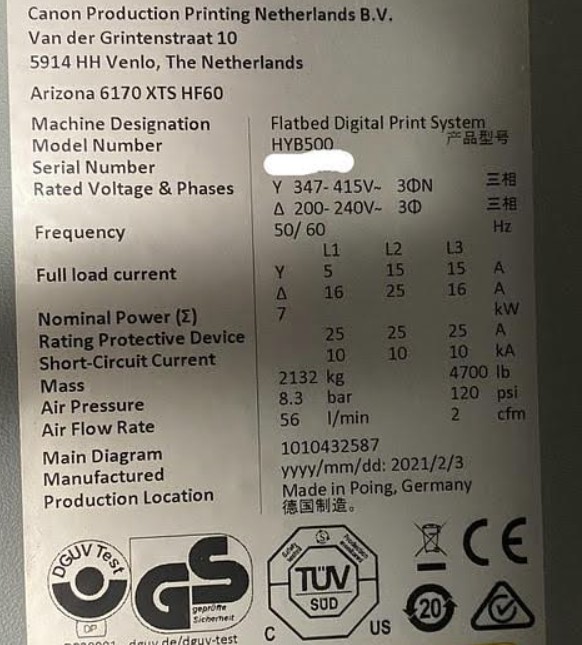 Canon Production Printing Netherlands B.V.
Van der Grintenstraat 10
5914 HH Venlo, The Netherlands
Arizona 6170 XTS HF60
Machine Designation Flatbed Digital Print System
Model Number HYB500 产品型号
Serial Number
Rated Voltage & Phases Y 347- 415V~ 3ΦN 三相
Δ 200- 240V~ 3Φ 三相
Frequency 50/ 60 Hz
L1 L2 L3
Full load current Y 5 15 15 A
Δ 16 25 16 A
Nominal Power (Σ) 7 kW
Rating Protective Device 25 25 25 A
Short-Circuit Current 10 10 10 kA
Mass 2132 kg 4700 lb
Air Pressure 8.3 bar 120 psi
Air Flow Rate 56 l/min 2 cfm
Main Diagram 1010432587
Manufactured yyyy/mm/dd: 2021/2/3
Production Location Made in Poing, Germany
德国制造。
DGUV Test
DP
GS
geprüfte
Sicherheit
TÜV
SÜD
C US
CE
20
dguv.de/dguv-test